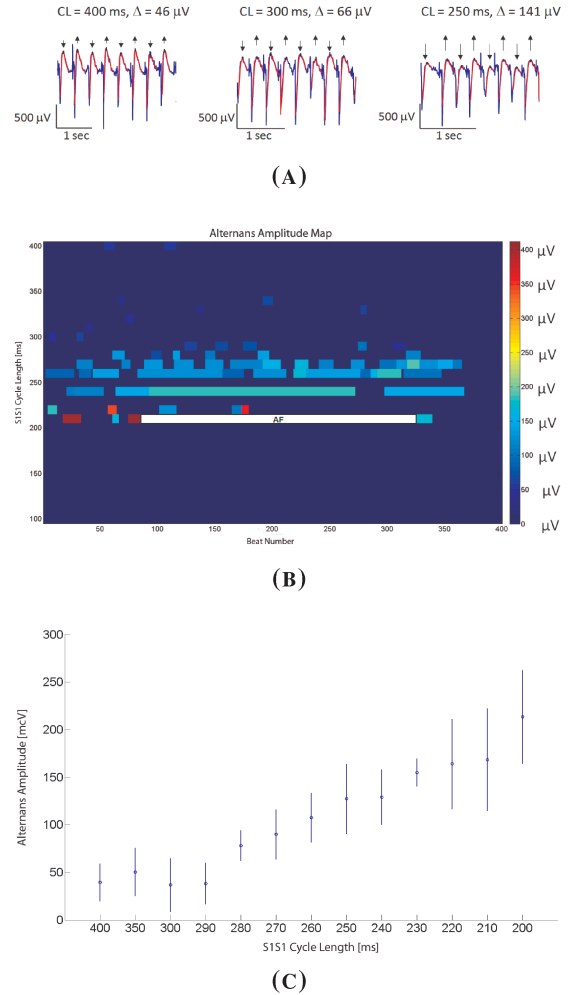 CL = 400 ms, Δ = 46 μV CL = 300 ms, Δ = 66 μV CL = 250 ms, Δ = 141 μV
500 μV 500 μV 500 μV
1 sec 1 sec 1 sec
(A)
Alternans Amplitude Map
400 μV
350 400 μV
350 μV
300 300 μV
250 250 μV
200 μV
200 AF 150 μV
150 100 μV
50 μV
100 0 μV
S1S1 Cycle Length [ms]
50 100 150 200 250 300 350 400
Beat Number
(B)
300
250
200
150
100
50
0
Alternans Amplitude [mcV]
400 350 300 290 280 270 260 250 240 230 220 210 200
S1S1 Cycle Length [ms]
(C)